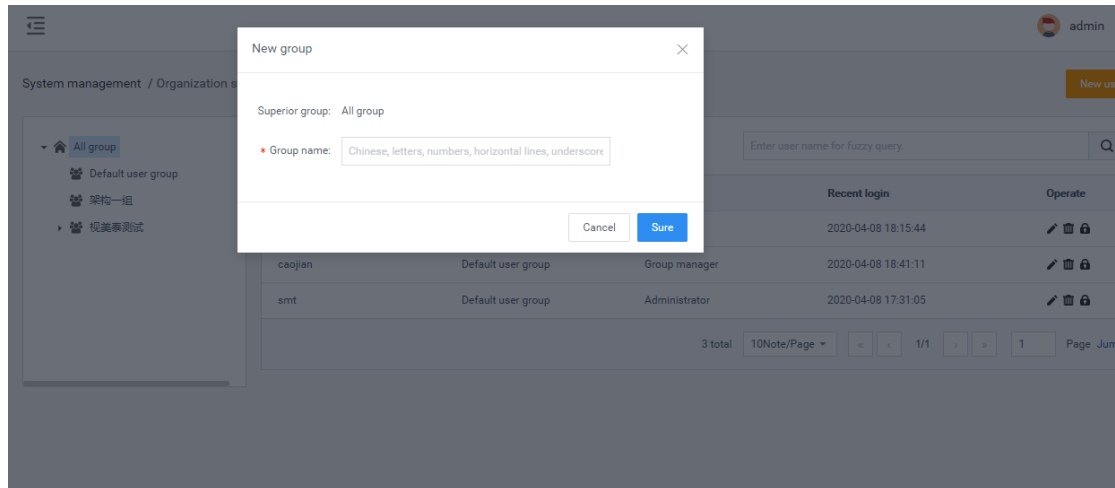 admin
New group
System management / Organization s
New us
Superior group: All group
* Group name: Chinese, letters, numbers, horizontal lines, underscore
All group
Default user group
架构一组
视美泰测试
Enter user name for fuzzy query.
Recent login Operate
Cancel Sure
2020-04-08 18:15:44
caojian Default user group Group manager 2020-04-08 18:41:11
smt Default user group Administrator 2020-04-08 17:31:05
3 total 10Note/Page « ‹ 1/1 › » 1 Page Jum